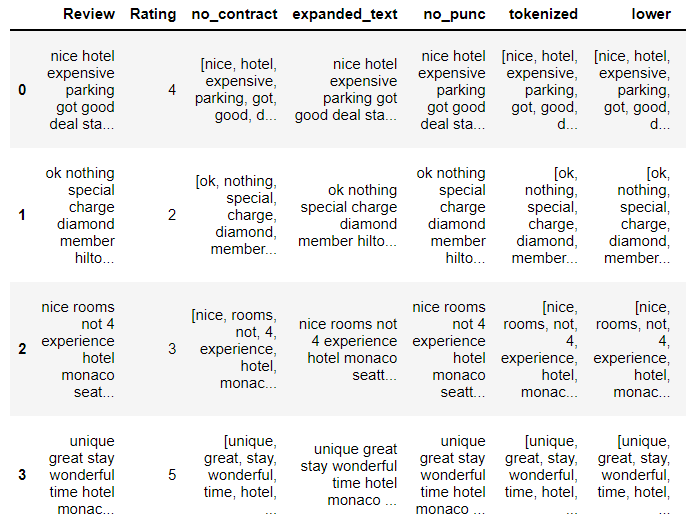 Review Rating no_contract expanded_text no_punc tokenized lower
0
nice hotel
expensive
parking
got good
deal sta...
4
[nice, hotel,
expensive,
parking, got,
good, d...
nice hotel
expensive
parking got
good deal sta...
nice hotel
expensive
parking
got good
deal sta...
[nice, hotel,
expensive,
parking,
got, good,
d...
[nice, hotel,
expensive,
parking,
got, good,
d...
1
ok nothing
special
charge
diamond
member
hilto...
2
[ok, nothing,
special,
charge,
diamond,
member...
ok nothing
special charge
diamond
member hilto...
ok nothing
special
charge
diamond
member
hilto...
[ok,
nothing,
special,
charge,
diamond,
member...
[ok,
nothing,
special,
charge,
diamond,
member...
2
nice rooms
not 4
experience
hotel
monaco
seatt...
3
[nice, rooms,
not, 4,
experience,
hotel,
monac...
nice rooms not
4 experience
hotel monaco
seatt...
nice rooms
not 4
experience
hotel
monaco
seatt...
[nice,
rooms, not,
4,
experience,
hotel,
monac...
[nice,
rooms, not,
4,
experience,
hotel,
monac...
3
unique
great stay
wonderful
time hotel
monac...
5
[unique,
great, stay,
wonderful,
time, hotel,
...
unique great
stay wonderful
time hotel
monaco ...
unique
great stay
wonderful
time hotel
monaco ...
[unique,
great, stay,
wonderful,
time, hotel,
...
[unique,
great, stay,
wonderful,
time, hotel,
...